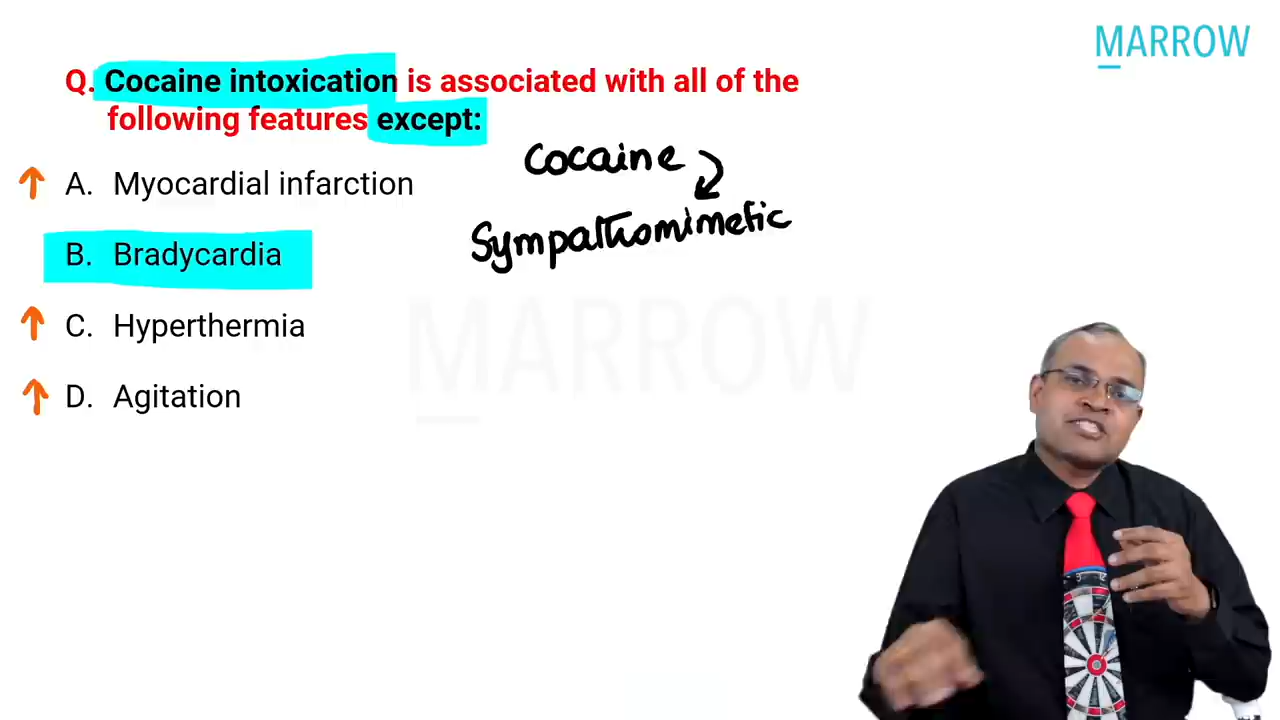 MARROW
Q. Cocaine intoxication is associated with all of the
following features except:
A. Myocardial infarction
B. Bradycardia
C. Hyperthermia
D. Agitation
Cocaine
Sympathomimetic
MARROW